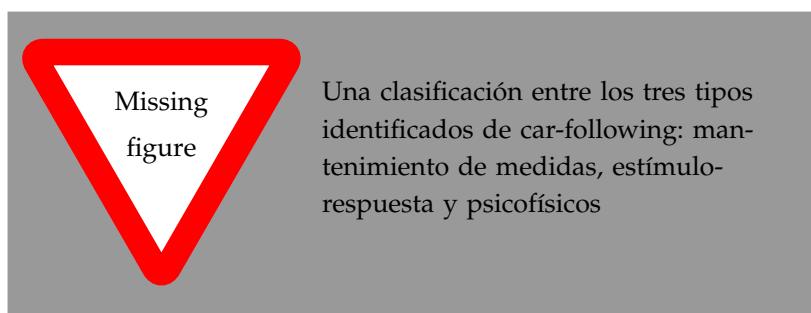 Missing
figure
Una clasificación entre los tres tipos
identificados de car-following: man-
tenimiento de medidas, estímulo-
respuesta y psicofísicos